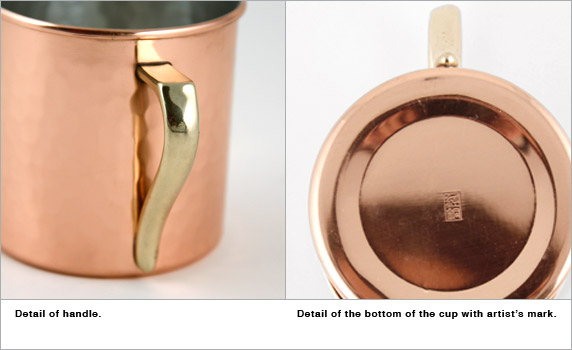 Detail of handle.
Detail of the bottom of the cup with artist's mark.